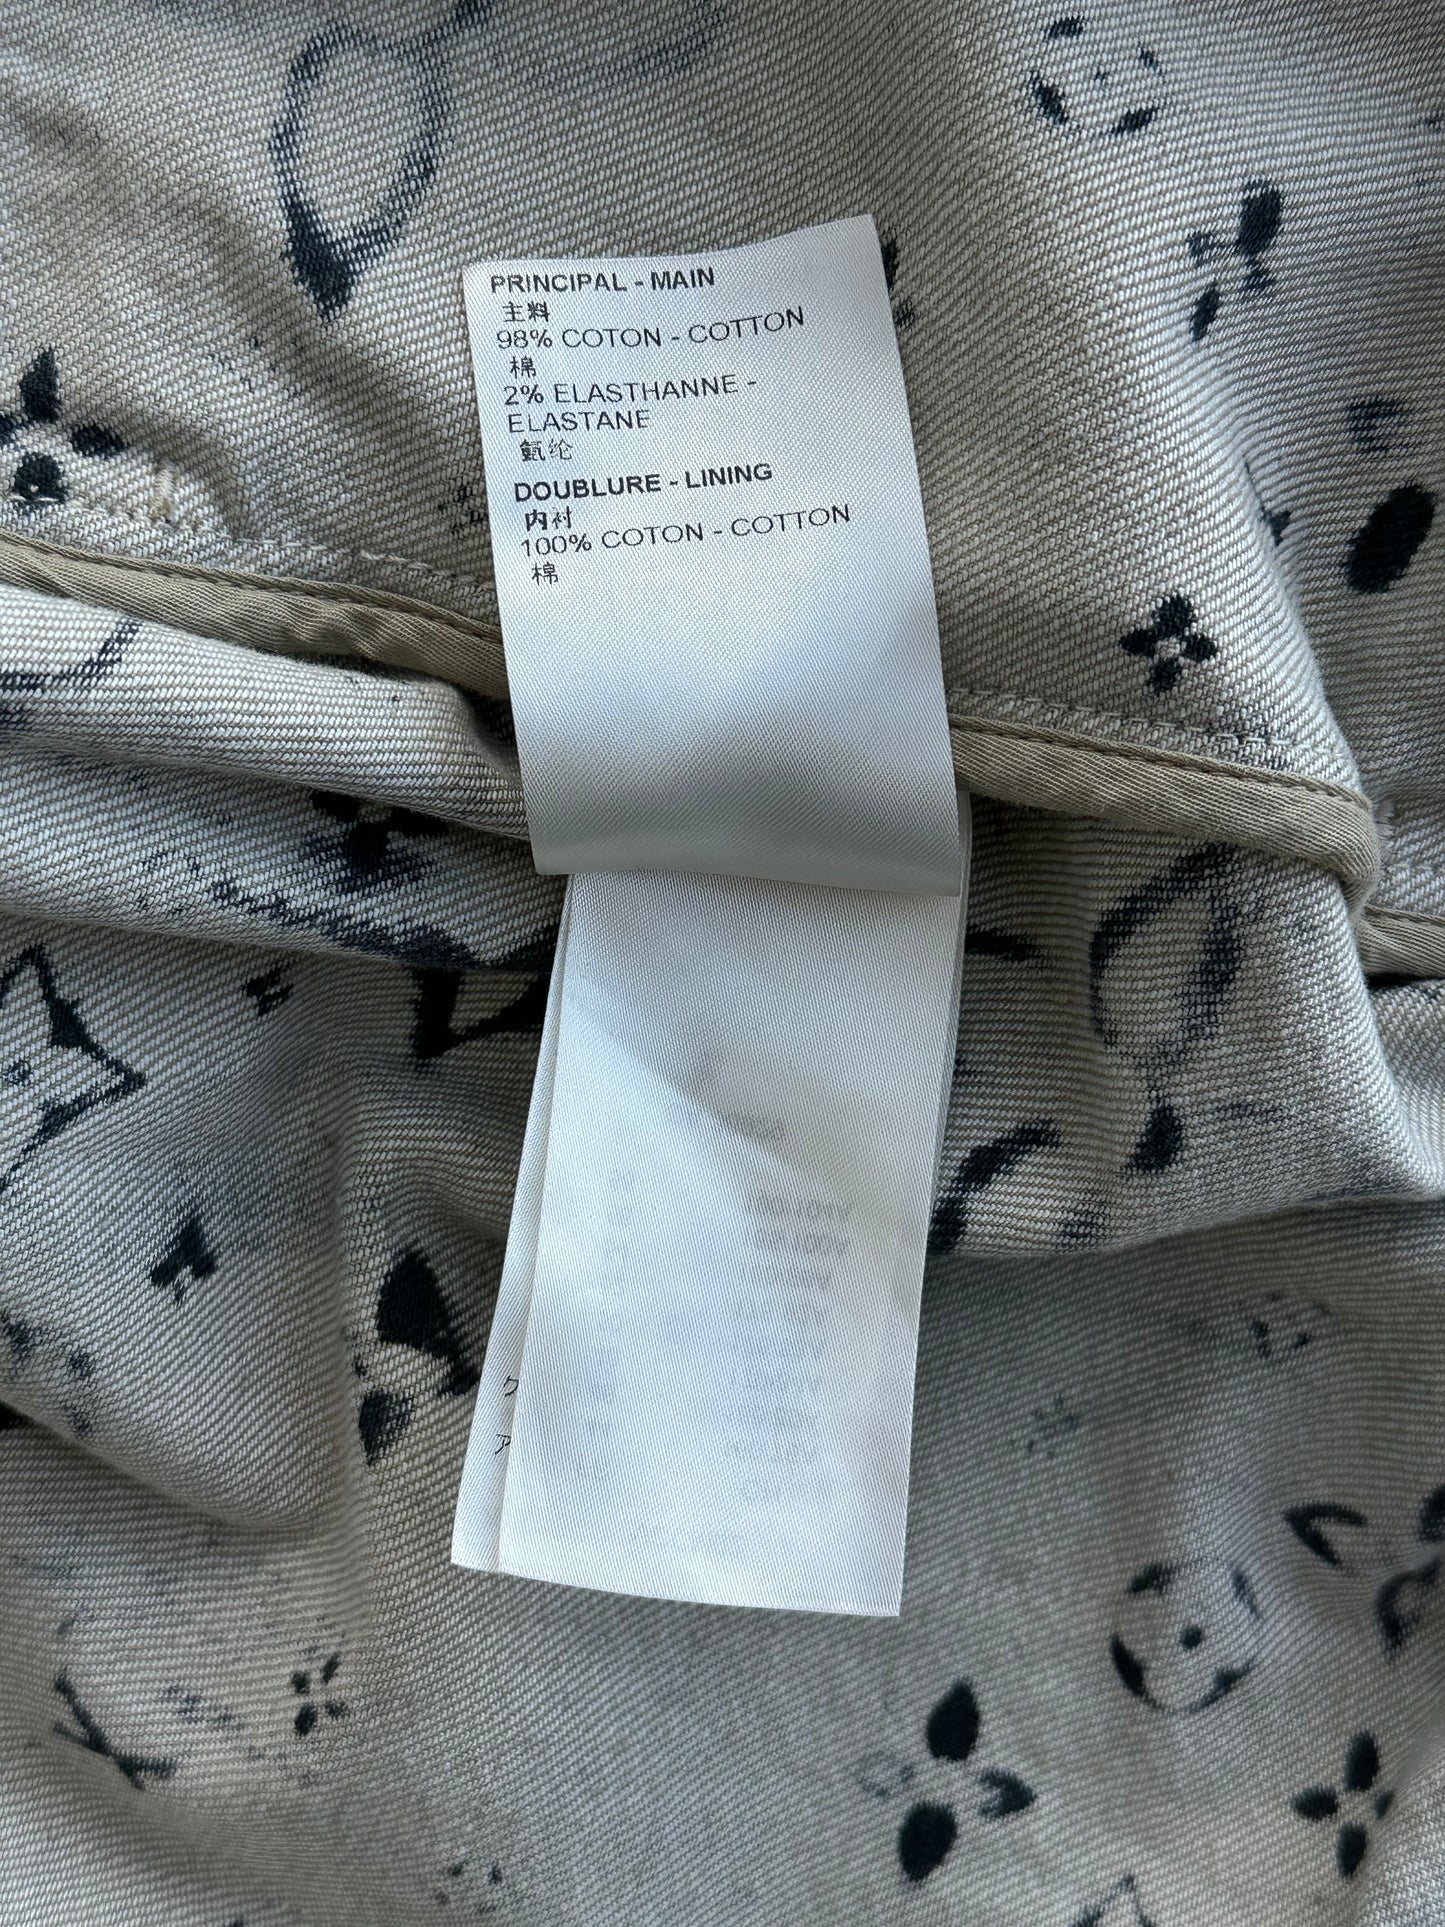 PRINCIPAL - MAIN
主料
98% COTON - COTTON
棉
2% ELASTHANNE -
ELASTANE
氨纶
DOUBLURE - LINING
内衬
100% COTON - COTTON
棉